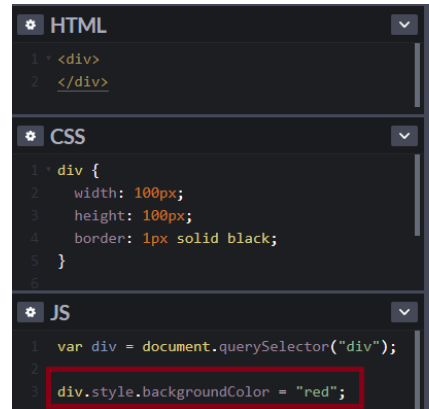 HTML
1 <div>
2 </div>
CSS
1 div {
2 width: 100px;
3 height: 100px;
4 border: 1px solid black;
5 }
6
JS
1 var div = document.querySelector("div");
2
3 div.style.backgroundColor = "red";